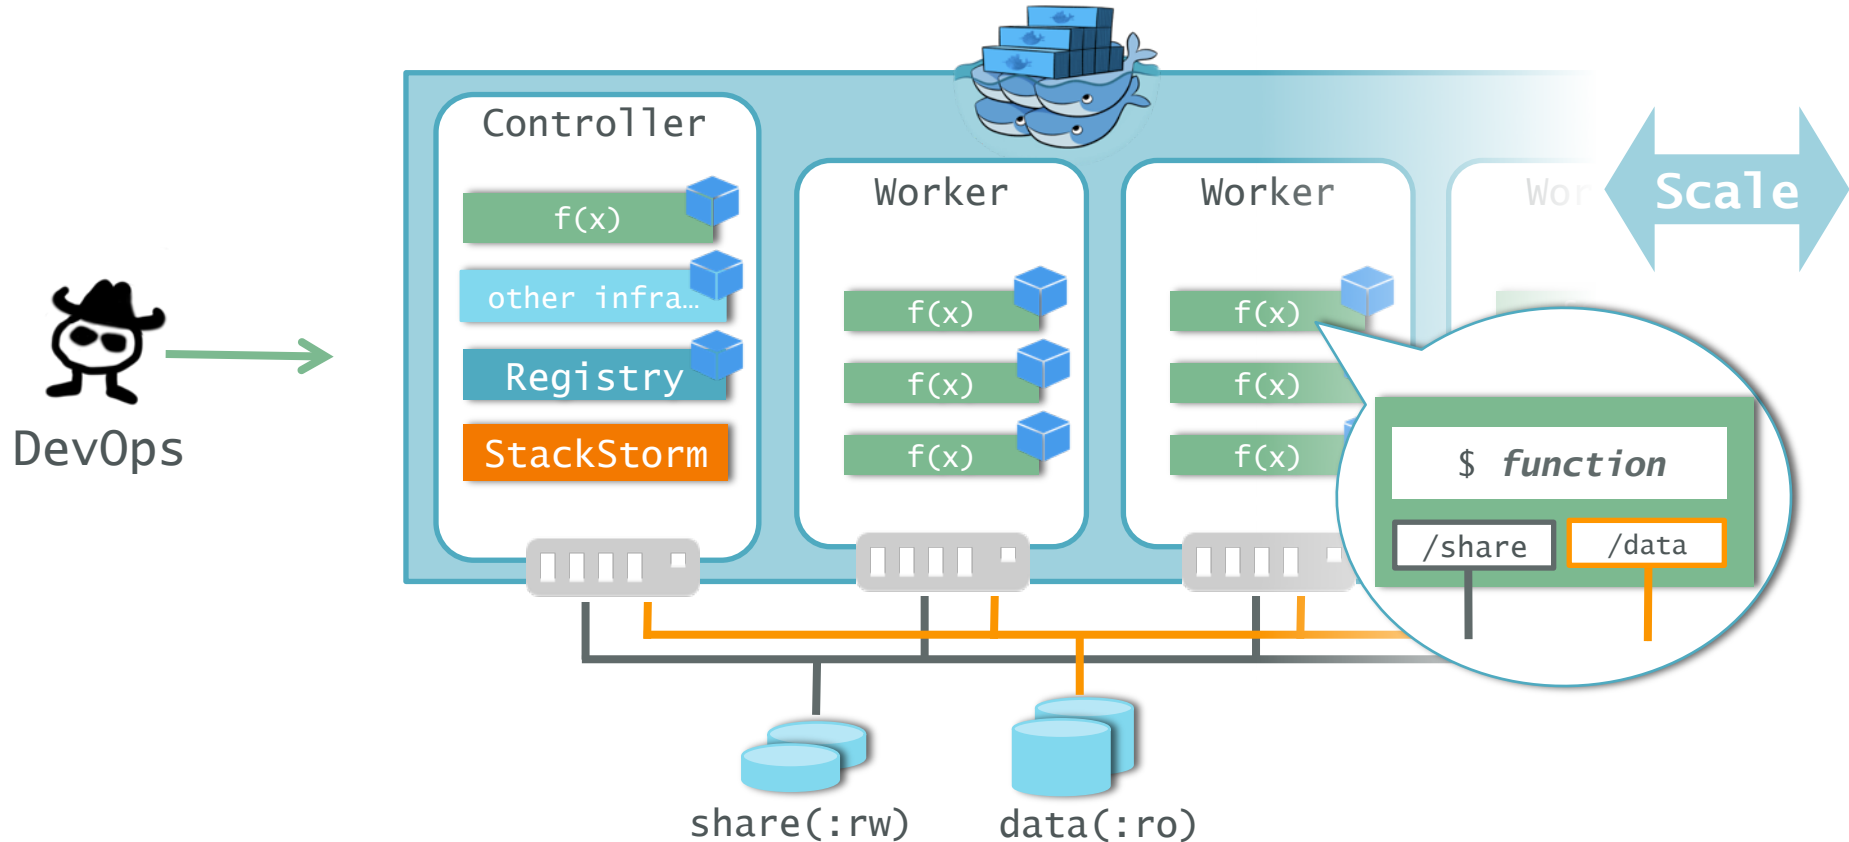 Controller
f(x)
other infra…
Registry
StackStorm
Worker
f(x)
f(x)
f(x)
Worker
f(x)
f(x)
f(x)
Scale
DevOps
$ function
/share
/data
share(:rw)
data(:ro)